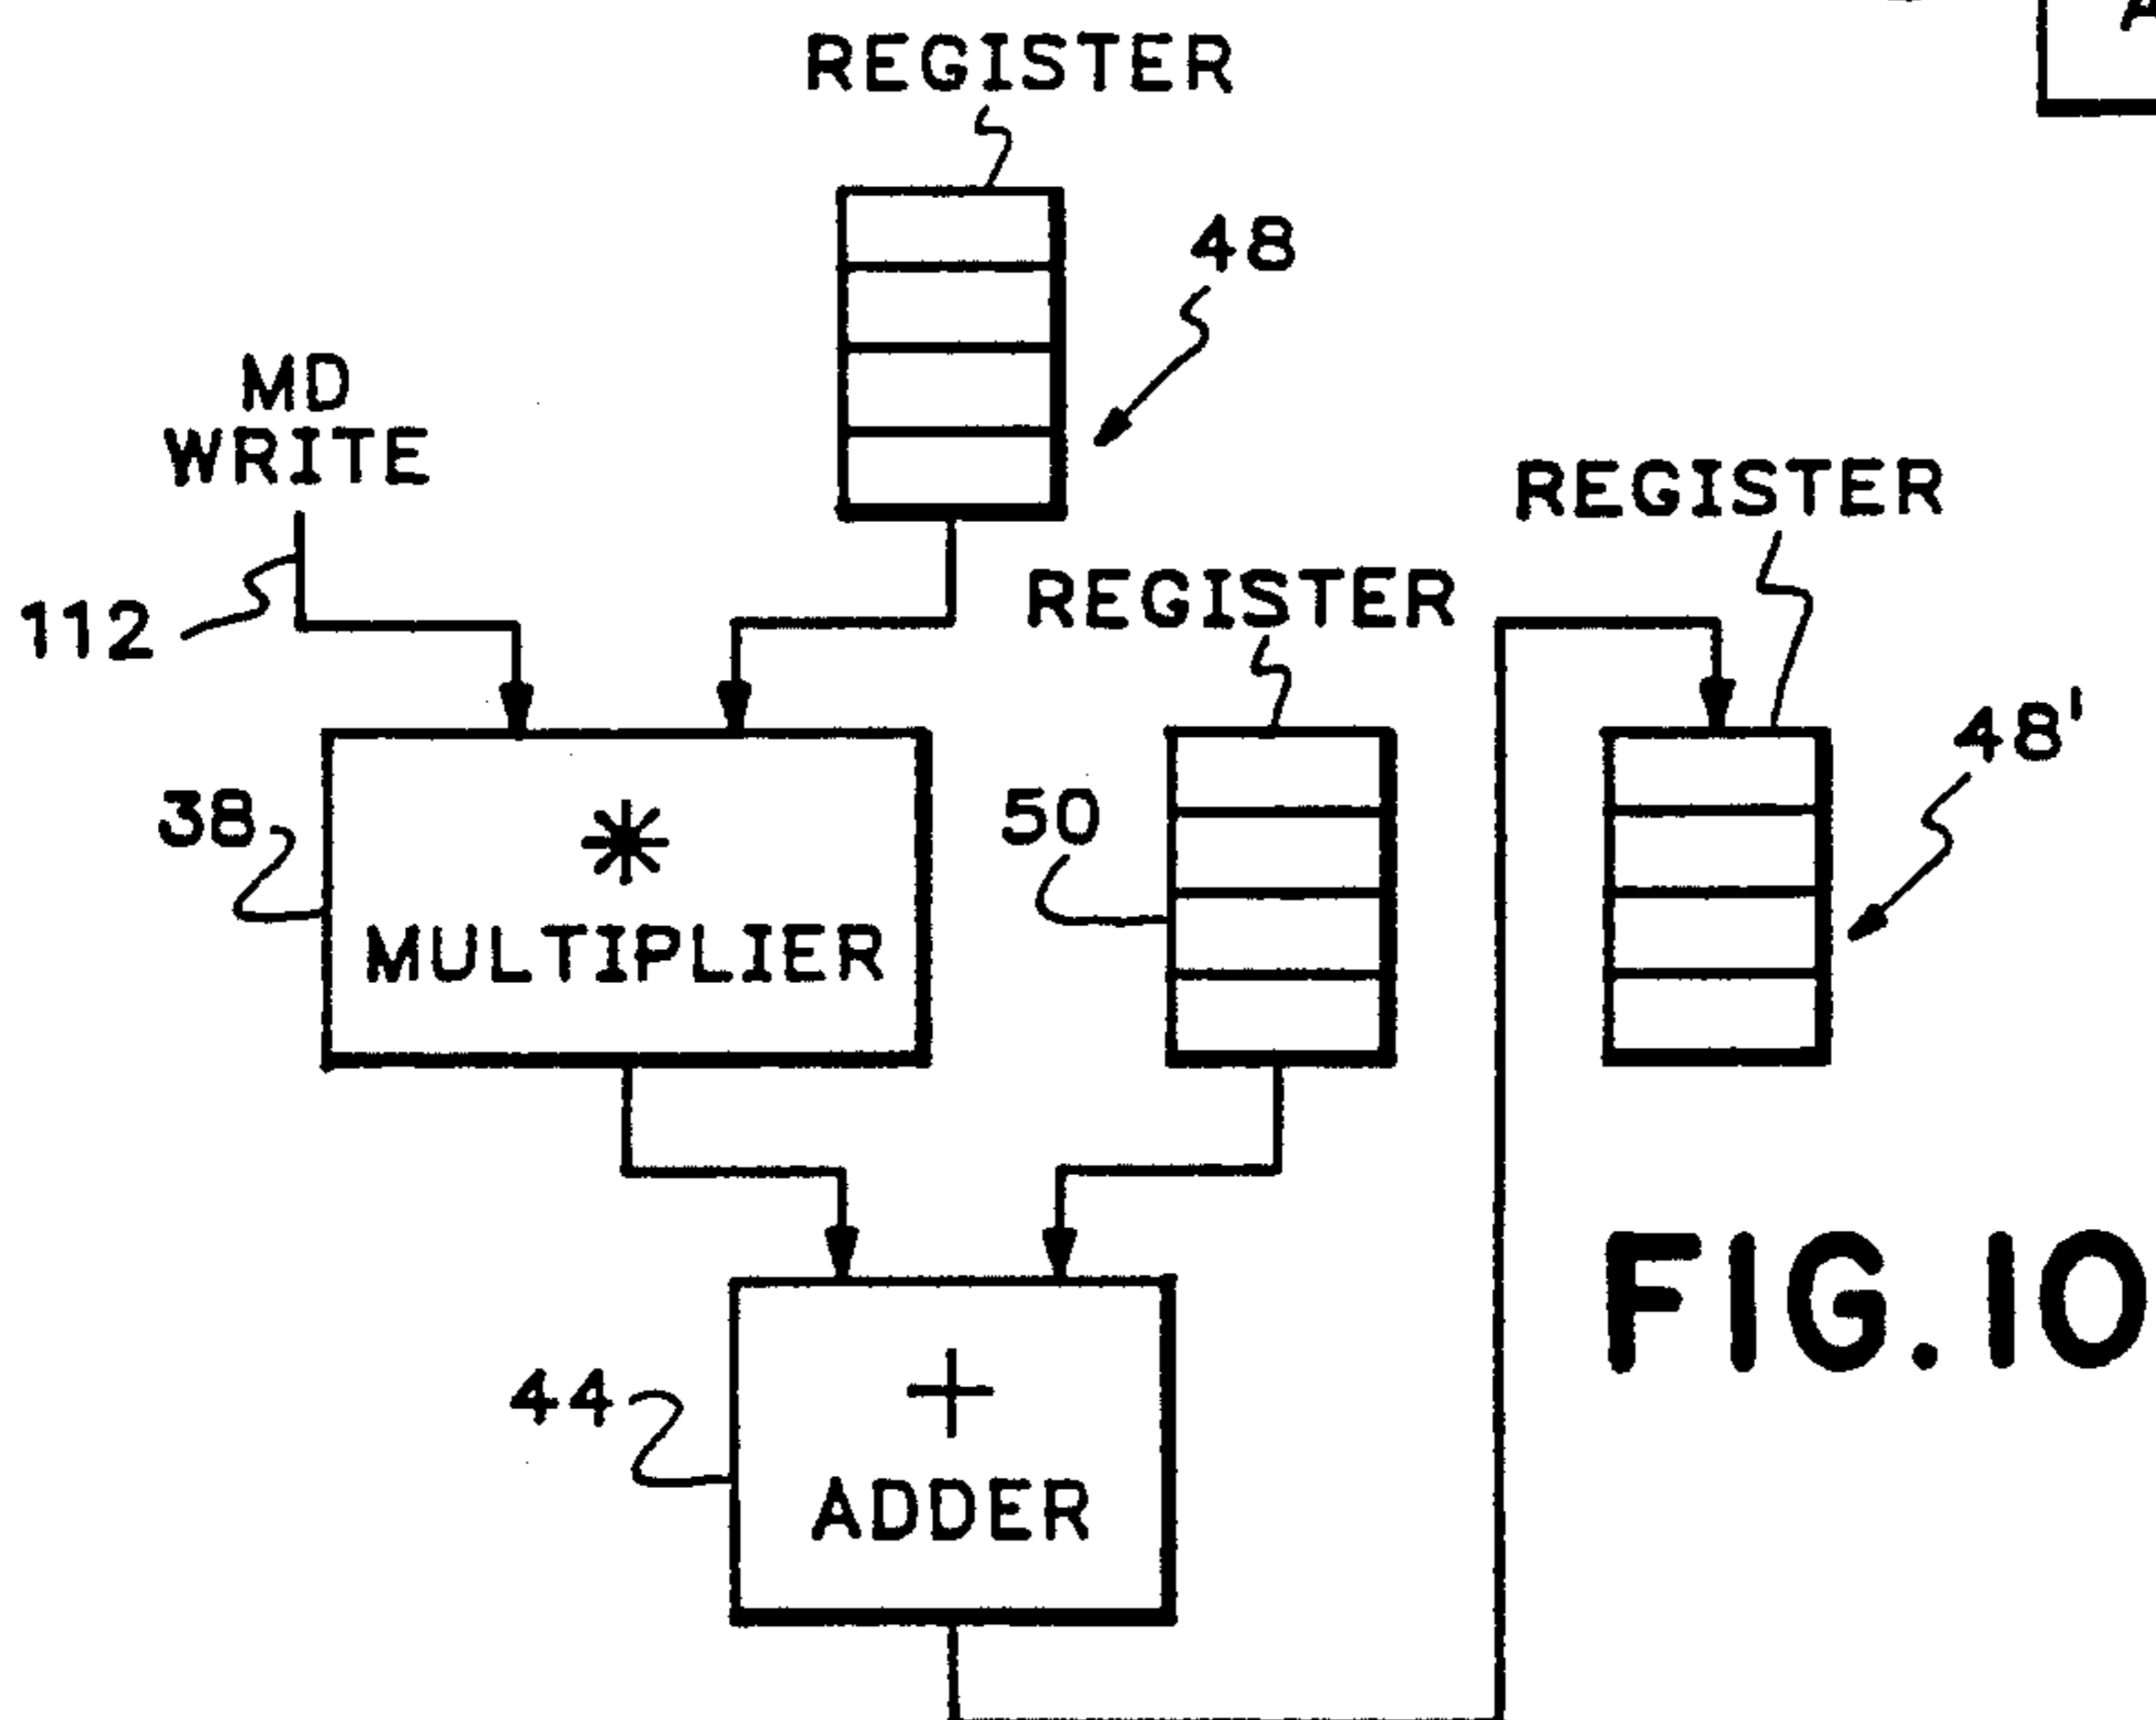 REGISTER
48
MD
WRITE
REGISTER
REGISTER
112
48'
38
50
*
MULTIPLIER
FIG. 10
44
+
ADDER